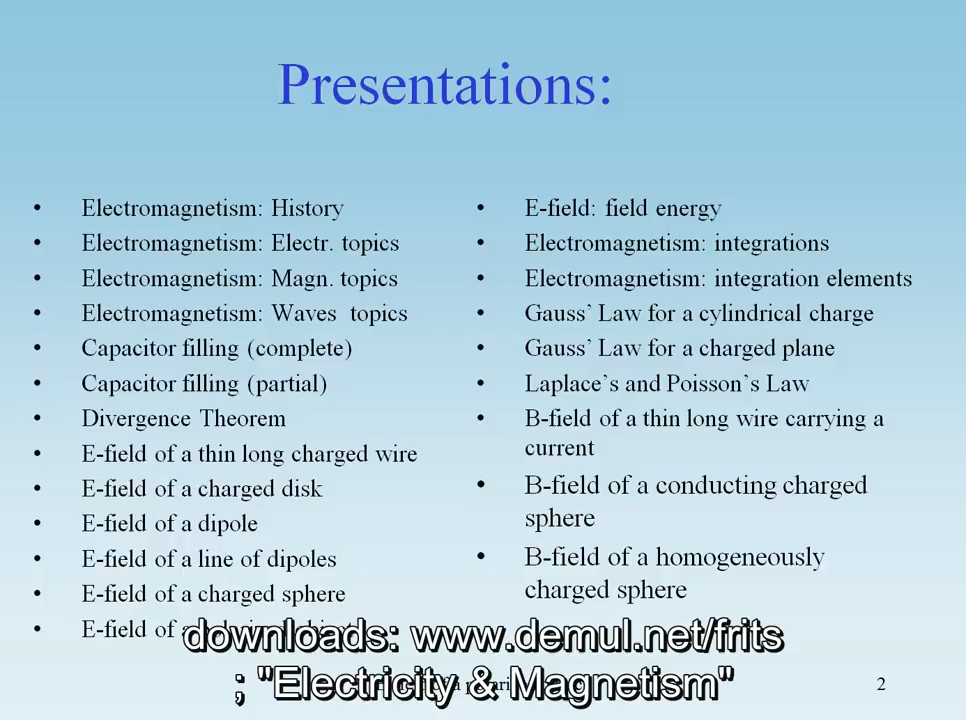 Presentations:
• Electromagnetism: History
• Electromagnetism: Electr. topics
• Electromagnetism: Magn. topics
• Electromagnetism: Waves topics
• Capacitor filling (complete)
• Capacitor filling (partial)
• Divergence Theorem
• E-field of a thin long charged wire
• E-field of a charged disk
• E-field of a dipole
• E-field of a line of dipoles
• E-field of a charged sphere
• E-field of a
• E-field: field energy
• Electromagnetism: integrations
• Electromagnetism: integration elements
• Gauss’ Law for a cylindrical charge
• Gauss’ Law for a charged plane
• Laplace’s and Poisson’s Law
• B-field of a thin long wire carrying a
current
• B-field of a conducting charged
sphere
• B-field of a homogeneously
charged sphere
downloads: www.demul.net/frits
; "Electricity & Magnetism"
2